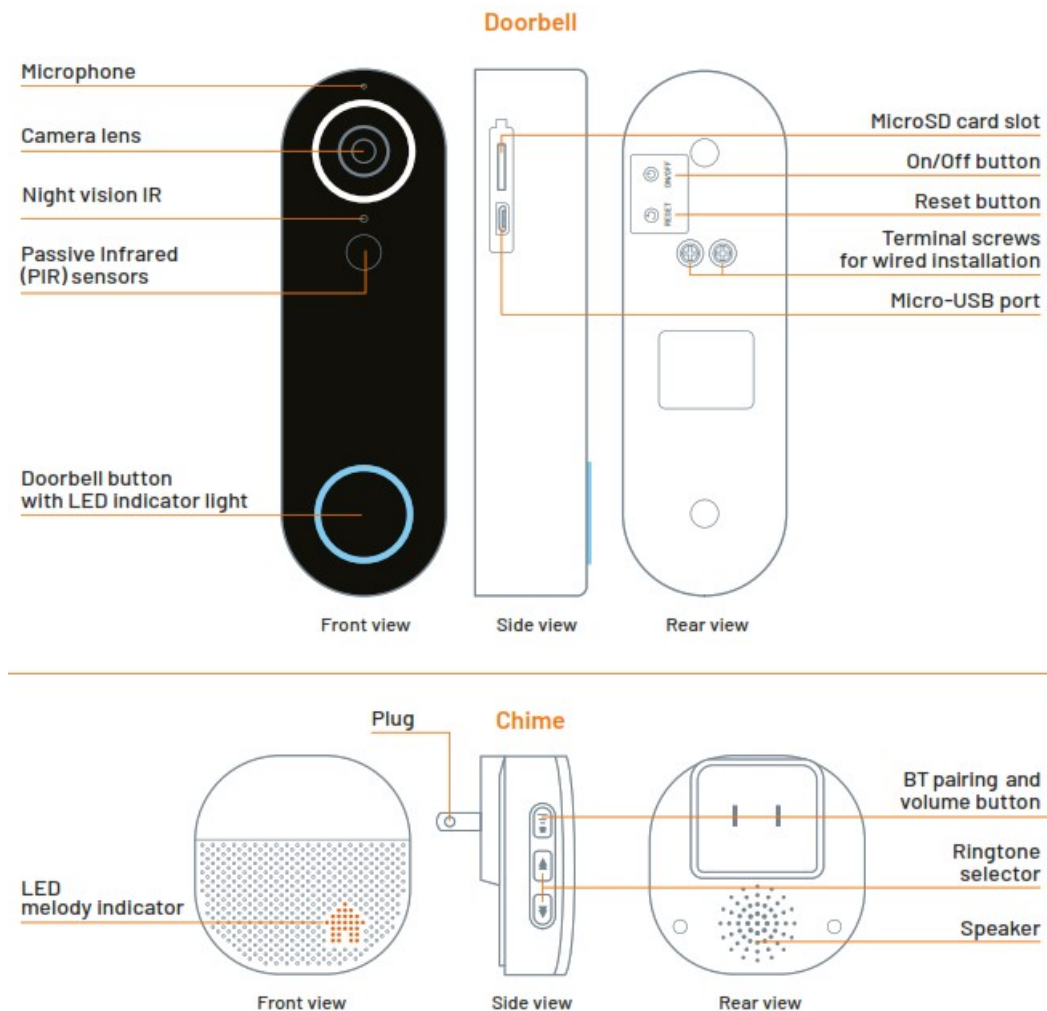 Doorbell
Microphone
Camera lens
Night vision IR
Passive Infrared
(PIR) sensors
Doorbell button
with LED indicator light
MicroSD card slot
On/Off button
Reset button
Terminal screws
for wired installation
Micro-USB port
ON/OFF
RESET
Front view
Side view
Rear view
Chime
Plug
LED
melody indicator
BT pairing and
volume button
Ringtone
selector
Speaker
Front view
Side view
Rear view